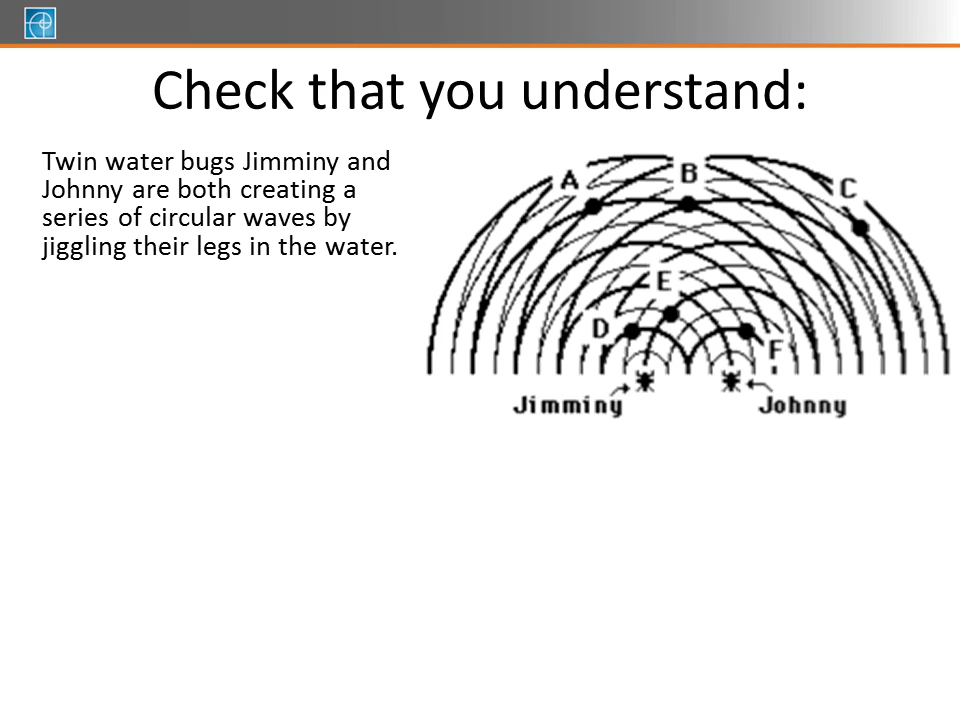 Check that you understand:
Twin water bugs Jimminy and
Johnny are both creating a
series of circular waves by
jiggling their legs in the water.
A
B
C
E
D
F
Jimminy
Johnny